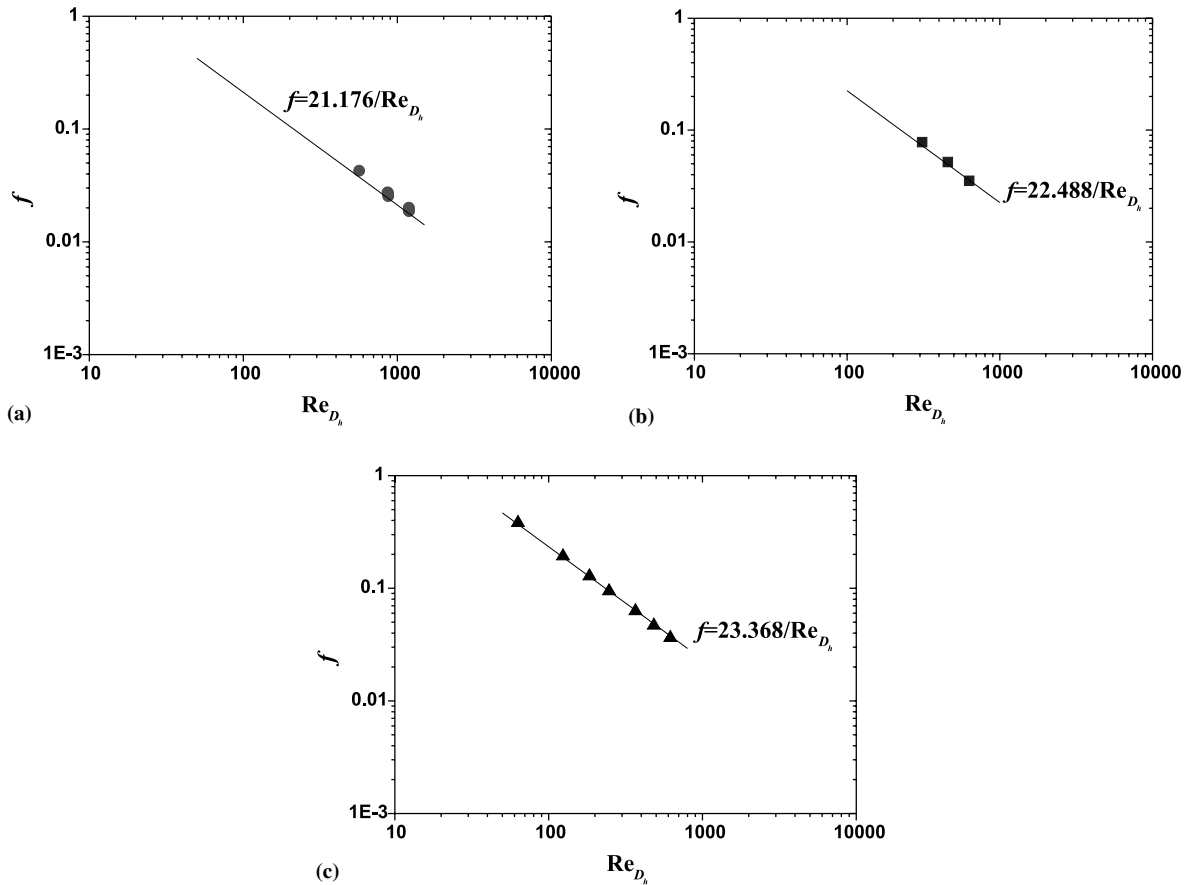 1
0.1
0.01
1E-3
10
100
1000
10000
f
f=21.176/Re_{D_h}
Re_{D_h}
(a)
1
0.1
0.01
1E-3
10
100
1000
10000
f
f=22.488/Re_{D_h}
Re_{D_h}
(b)
1
0.1
0.01
1E-3
10
100
1000
10000
f
f=23.368/Re_{D_h}
Re_{D_h}
(c)